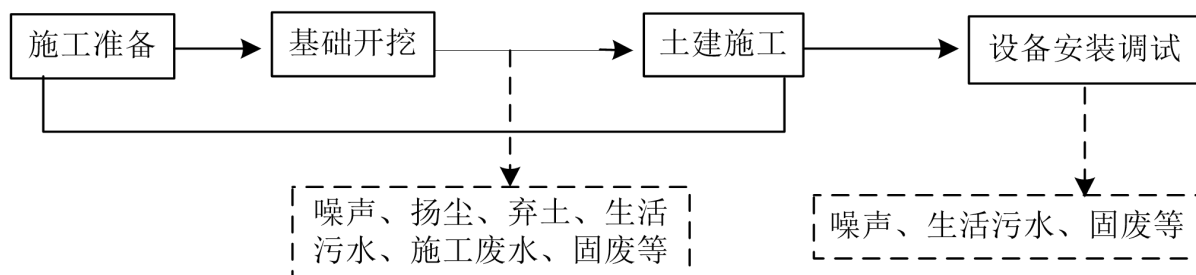 施工准备
基础开挖
土建施工
设备安装调试
噪声、扬尘、弃土、生活
污水、施工废水、固废等
噪声、生活污水、固废等